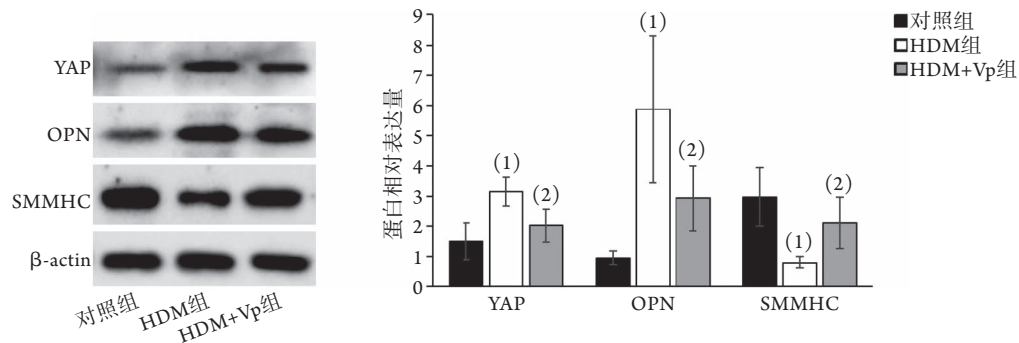 YAP
OPN
SMMHC
β-actin
对照组
HDM组
HDM+Vp组
蛋白相对表达量
9
8
7
6
5
4
3
2
1
0
(1)
(2)
(1)
(2)
(1)
(2)
YAP
OPN
SMMHC
对照组
HDM组
HDM+Vp组